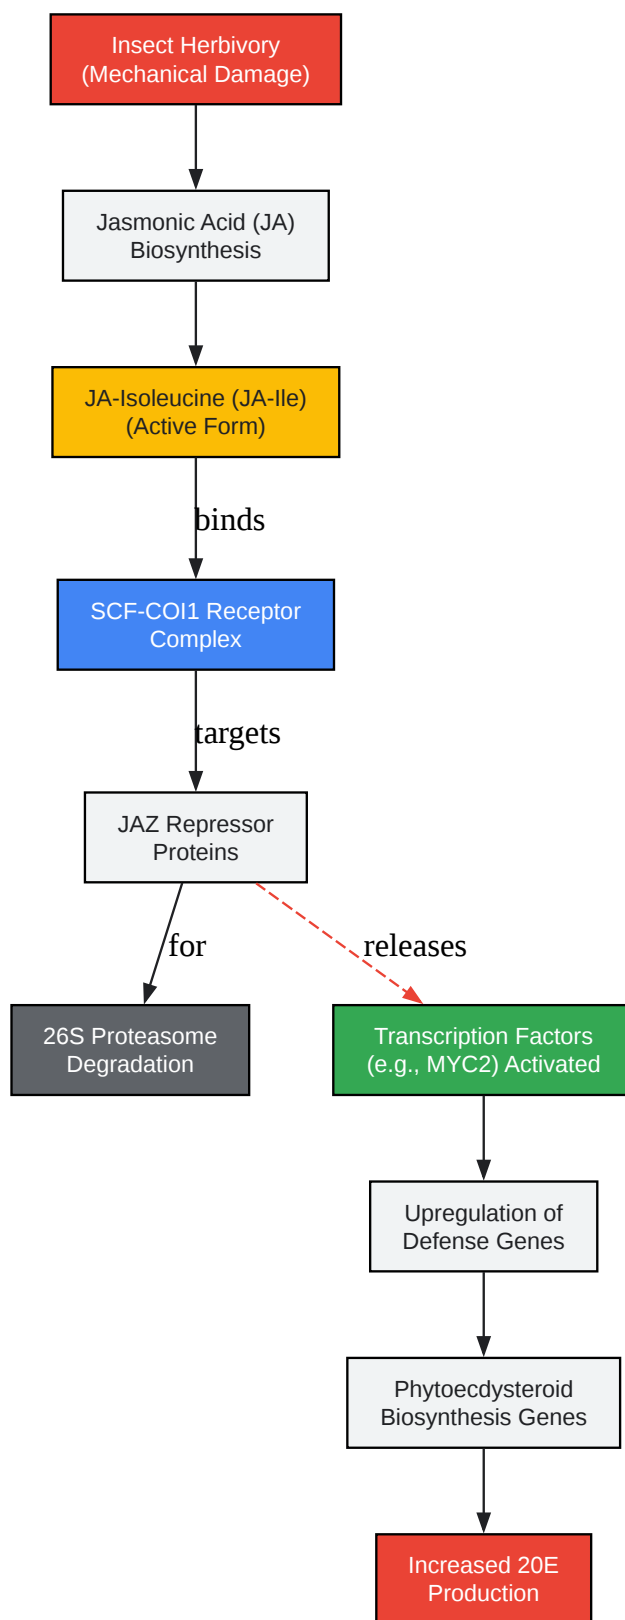 Insect Herbivory
(Mechanical Damage)
Jasmonic Acid (JA)
Biosynthesis
JA-Isoleucine (JA-Ile)
(Active Form)
binds
SCF-COI1 Receptor
Complex
targets
JAZ Repressor
Proteins
for
releases
26S Proteasome
Degradation
Transcription Factors
(e.g., MYC2) Activated
Upregulation of
Defense Genes
Phytoecdysteroid
Biosynthesis Genes
Increased 20E
Production